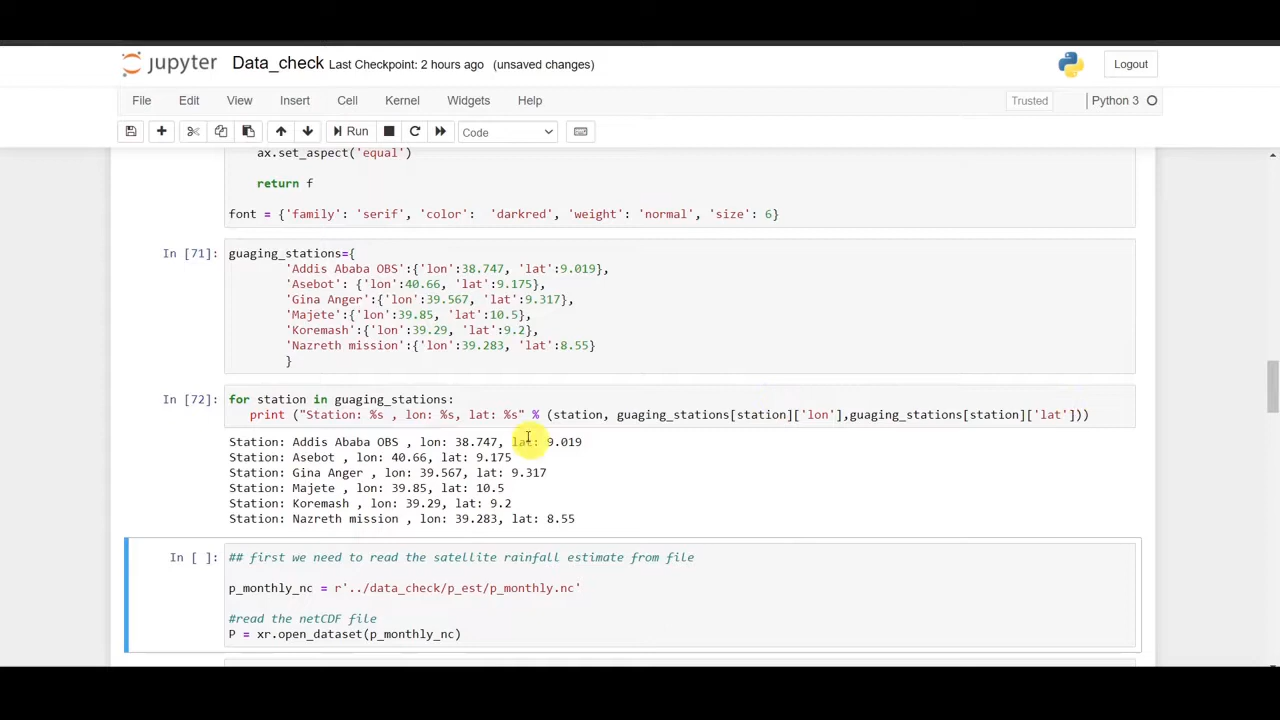 jupyter Data_check Last Checkpoint: 2 hours ago (unsaved changes) Logout
File Edit View Insert Cell Kernel Widgets Help Trusted Python 3
Run Code
ax.set_aspect('equal')
return f
font = {'family': 'serif', 'color': 'darkred', 'weight': 'normal', 'size': 6}
In [71]: guaging_stations={
'Addis Ababa OBS':{'lon':38.747, 'lat':9.019},
'Asebot': {'lon':40.66, 'lat':9.175},
'Gina Anger':{'lon':39.567, 'lat':9.317},
'Majete':{'lon':39.85, 'lat':10.5},
'Koremash':{'lon':39.29, 'lat':9.2},
'Nazreth mission':{'lon':39.283, 'lat':8.55}
}
In [72]: for station in guaging_stations:
print ("Station: %s , lon: %s, lat: %s" % (station, guaging_stations[station]['lon'],guaging_stations[station]['lat']))
Station: Addis Ababa OBS , lon: 38.747, lat: 9.019
Station: Asebot , lon: 40.66, lat: 9.175
Station: Gina Anger , lon: 39.567, lat: 9.317
Station: Majete , lon: 39.85, lat: 10.5
Station: Koremash , lon: 39.29, lat: 9.2
Station: Nazreth mission , lon: 39.283, lat: 8.55
In [ ]: ## first we need to read the satellite rainfall estimate from file
p_monthly_nc = r'../data_check/p_est/p_monthly.nc'
#read the netCDF file
P = xr.open_dataset(p_monthly_nc)